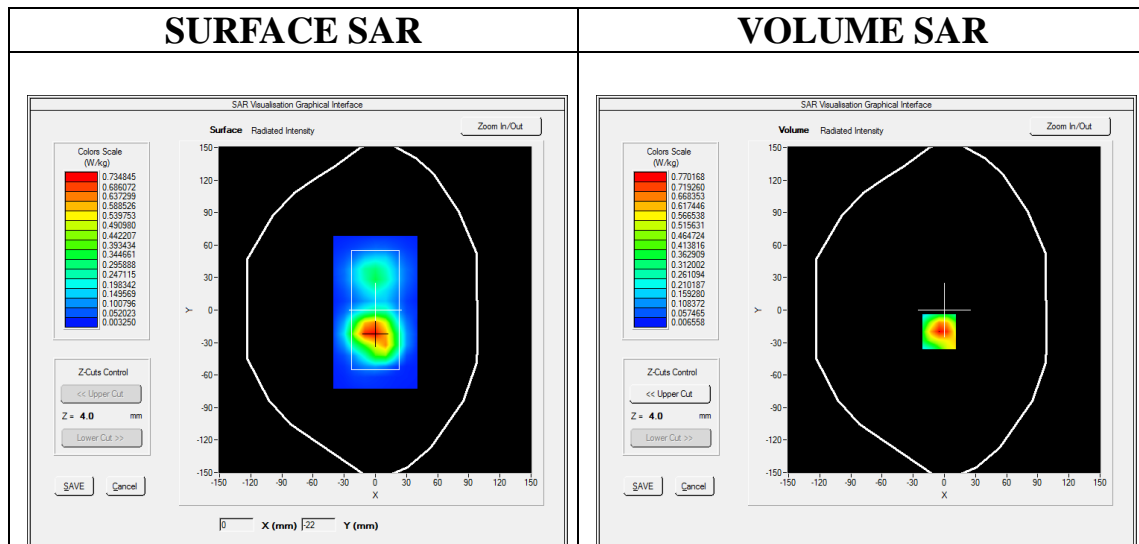 SURFACE SAR
VOLUME SAR
SAR Visualisation Graphical Interface
Surface Radiated Intensity
Zoom In/Out
Colors Scale
(W/kg)
0.734845
0.686072
0.637299
0.588526
0.539753
0.490980
0.442207
0.393434
0.344661
0.295888
0.247115
0.198342
0.149569
0.100796
0.052023
0.003250
Z-Cuts Control
<< Upper Cut
Z = 4.0 mm
Lower Cut >>
SAVE Cancel
150
120
90
60
30
0
-30
-60
-90
-120
-150
Y
-150 -120 -90 -60 -30 0 30 60 90 120 150
X
0 X (mm) -22 Y (mm)
SAR Visualisation Graphical Interface
Volume Radiated Intensity
Zoom In/Out
Colors Scale
(W/kg)
0.770168
0.719260
0.668353
0.617446
0.566538
0.515631
0.464724
0.413816
0.362909
0.312002
0.261094
0.210187
0.159280
0.108372
0.057465
0.006558
Z-Cuts Control
<< Upper Cut
Z = 4.0 mm
Lower Cut >>
SAVE Cancel
150
120
90
60
30
0
-30
-60
-90
-120
-150
Y
-150 -120 -90 -60 -30 0 30 60 90 120 150
X